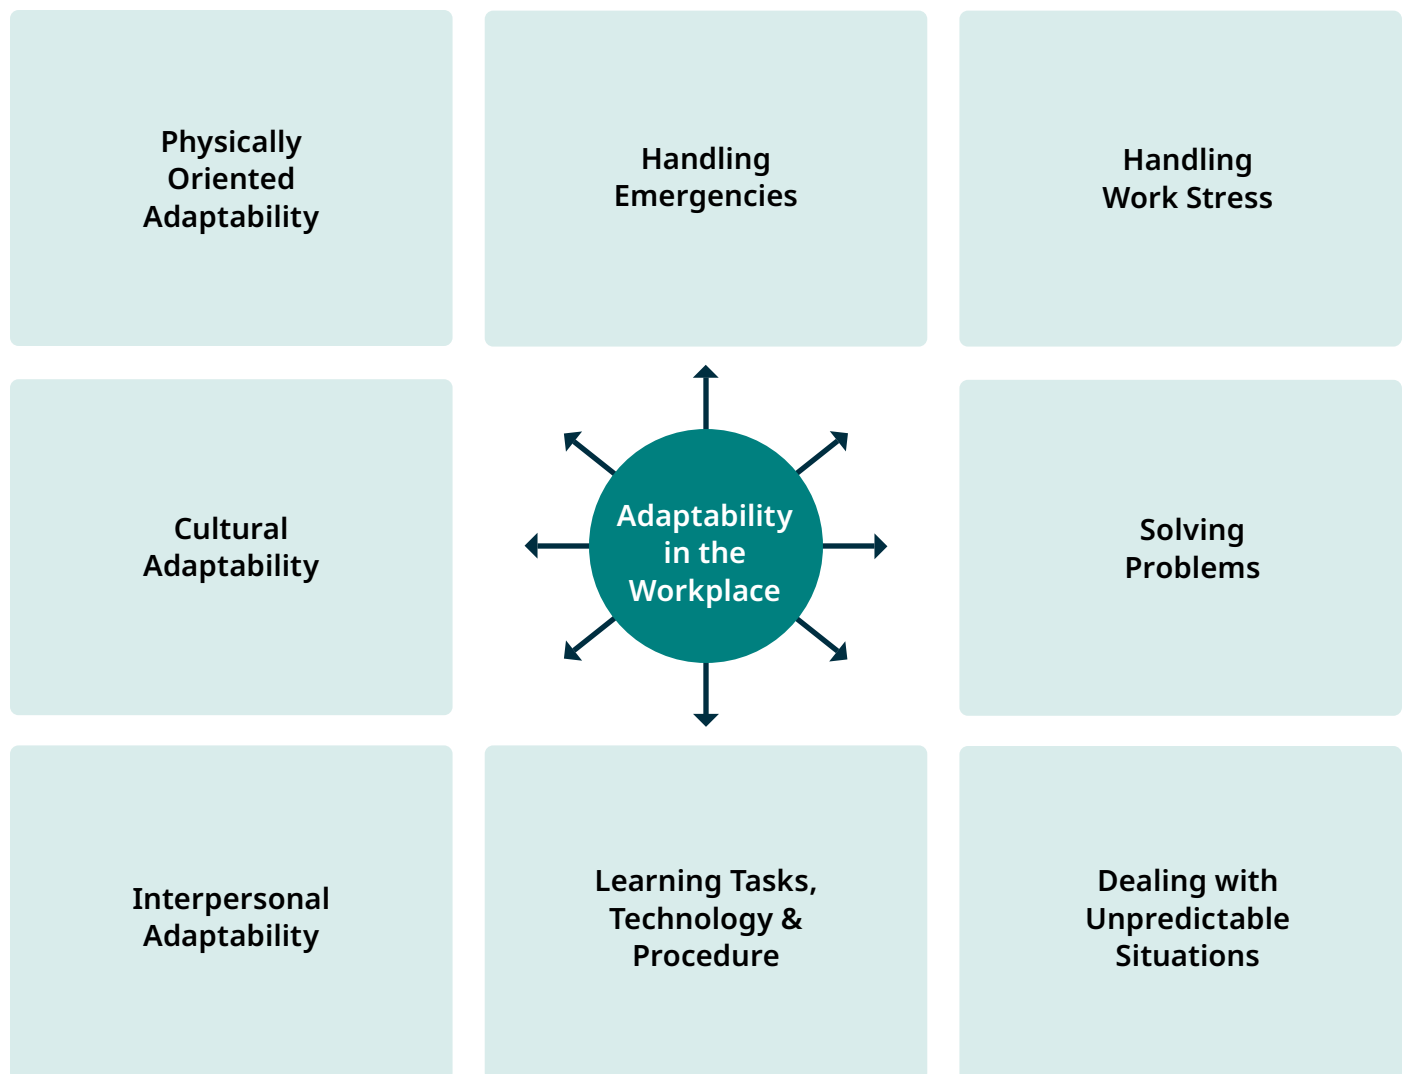 Physically
Oriented
Adaptability
Handling
Emergencies
Handling
Work Stress
Cultural
Adaptability
Adaptability
in the
Workplace
Solving
Problems
Interpersonal
Adaptability
Learning Tasks,
Technology &
Procedure
Dealing with
Unpredictable
Situations